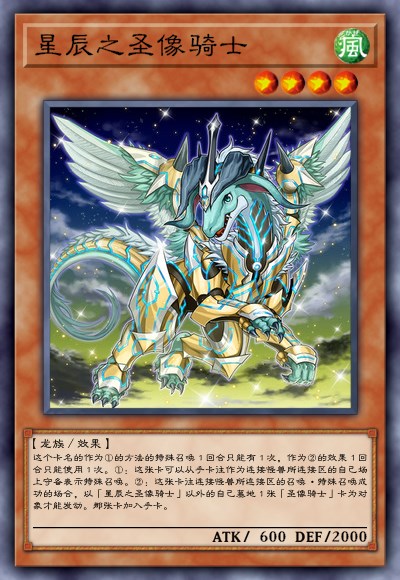 星辰之圣像骑士
風
【龙族／效果】
这个卡名的作为①的方法的特殊召唤1回合只能有1次，作为②的效果1回
合只能使用1次。①：这张卡可以从手卡往作为连接怪兽所连接区的自己场
上守备表示特殊召唤。②：这张卡往连接怪兽所连接区的召唤·特殊召唤成
功的场合，以「星辰之圣像骑士」以外的自己墓地1张「圣像骑士」卡为对
象才能发动。那张卡加入手卡。
ATK/ 600 DEF/2000